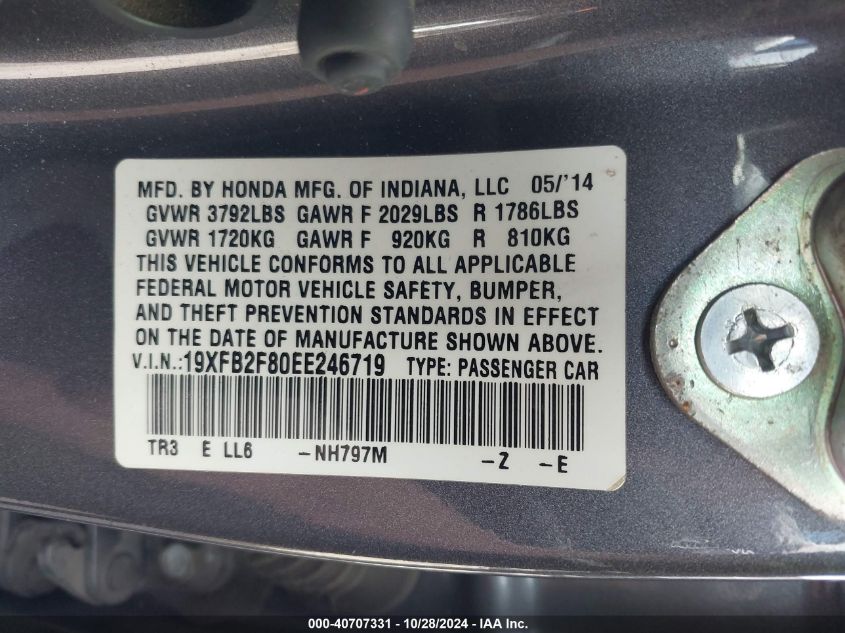 MFD. BY HONDA MFG. OF INDIANA, LLC 05/'14
GVWR 3792LBS GAWR F 2029LBS R 1786LBS
GVWR 1720KG GAWR F 920KG R 810KG
THIS VEHICLE CONFORMS TO ALL APPLICABLE
FEDERAL MOTOR VEHICLE SAFETY, BUMPER,
AND THEFT PREVENTION STANDARDS IN EFFECT
ON THE DATE OF MANUFACTURE SHOWN ABOVE.
V.I.N.:19XFB2F80EE246719 TYPE: PASSENGER CAR
TR3 E LL6 -NH797M -2 -E
000-40707331 - 10/28/2024 - IAA Inc.